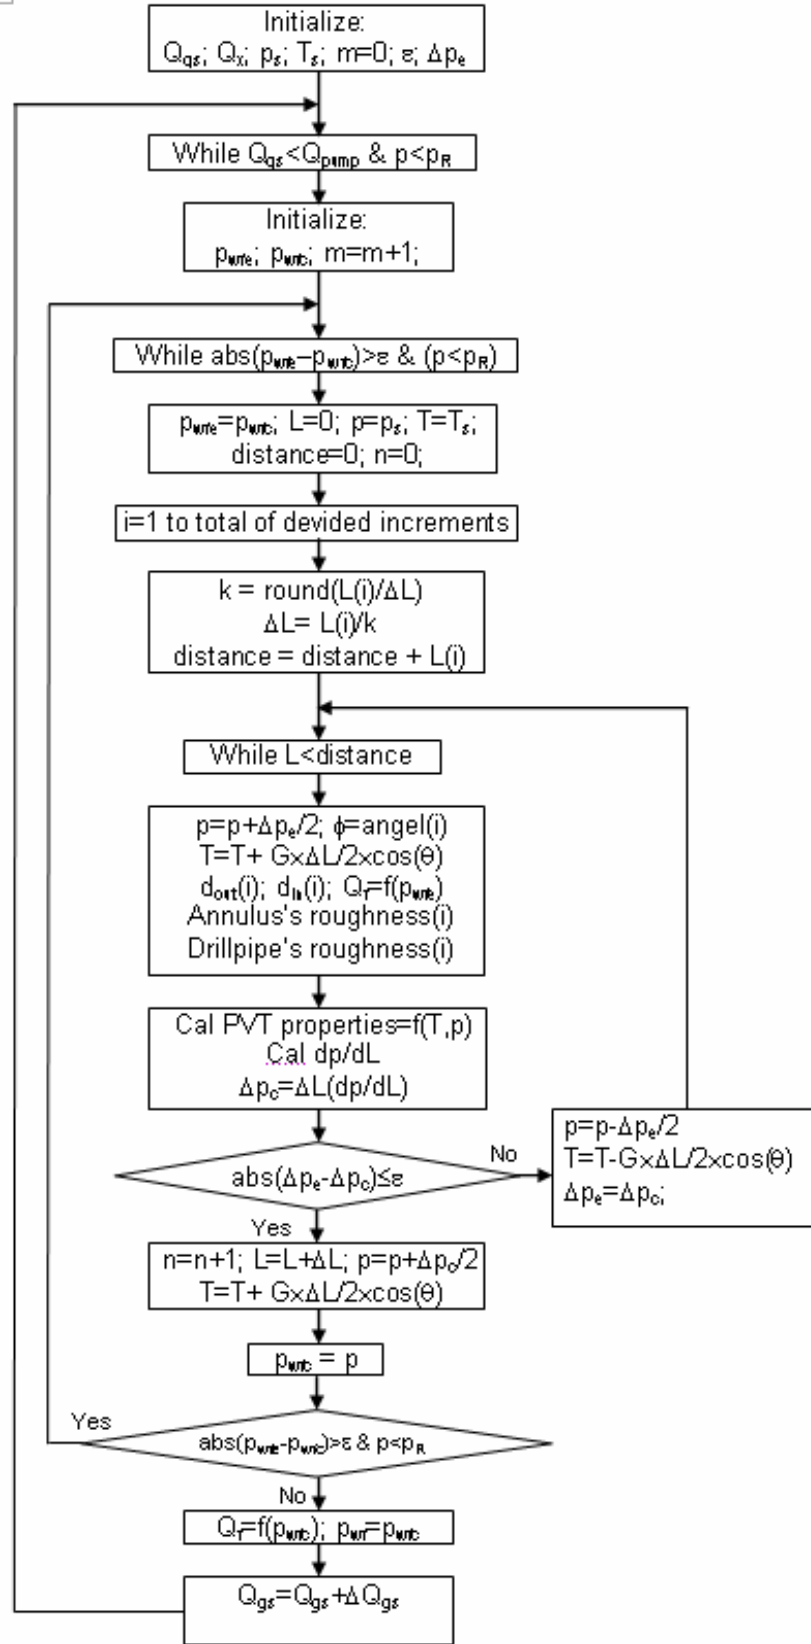 Initialize:
Qgs; Qx; ps; Ts; m=0; ε; Δpe
While Qgs<Qpump & p<pR
Initialize:
pwfe; pwfc; m=m+1;
While abs(pwfe–pwfc)>ε & (p<pR)
pwfe=pwfc; L=0; p=ps; T=Ts;
distance=0; n=0;
i=1 to total of devided increments
k = round(L(i)/ΔL)
ΔL= L(i)/k
distance = distance + L(i)
While L<distance
p=p+Δpe/2; ϕ=angel(i)
T=T+ G×ΔL/2×cos(θ)
dout(i); din(i); Qr=f(pwfe)
Annulus's roughness(i)
Drillpipe's roughness(i)
Cal PVT properties=f(T,p)
Cal dp/dL
Δpc=ΔL(dp/dL)
abs(Δpe-Δpc)≤ε
No
p=p-Δpe/2
T=T-G×ΔL/2×cos(θ)
Δpe=Δpc;
Yes
n=n+1; L=L+ΔL; p=p+Δpc/2
T=T+ G×ΔL/2×cos(θ)
pwfc = p
Yes
abs(pwfe-pwfc)>ε & p<pR
No
Qr=f(pwfc); pwf=pwfc
Qgs=Qgs+ΔQgs